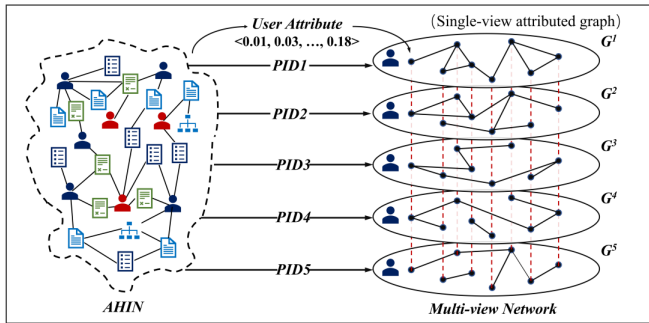 User Attribute
<0.01, 0.03, ..., 0.18>
(Single-view attributed graph)
PID1
G1
PID2
G2
PID3
G3
PID4
G4
PID5
G5
AHIN
Multi-view Network